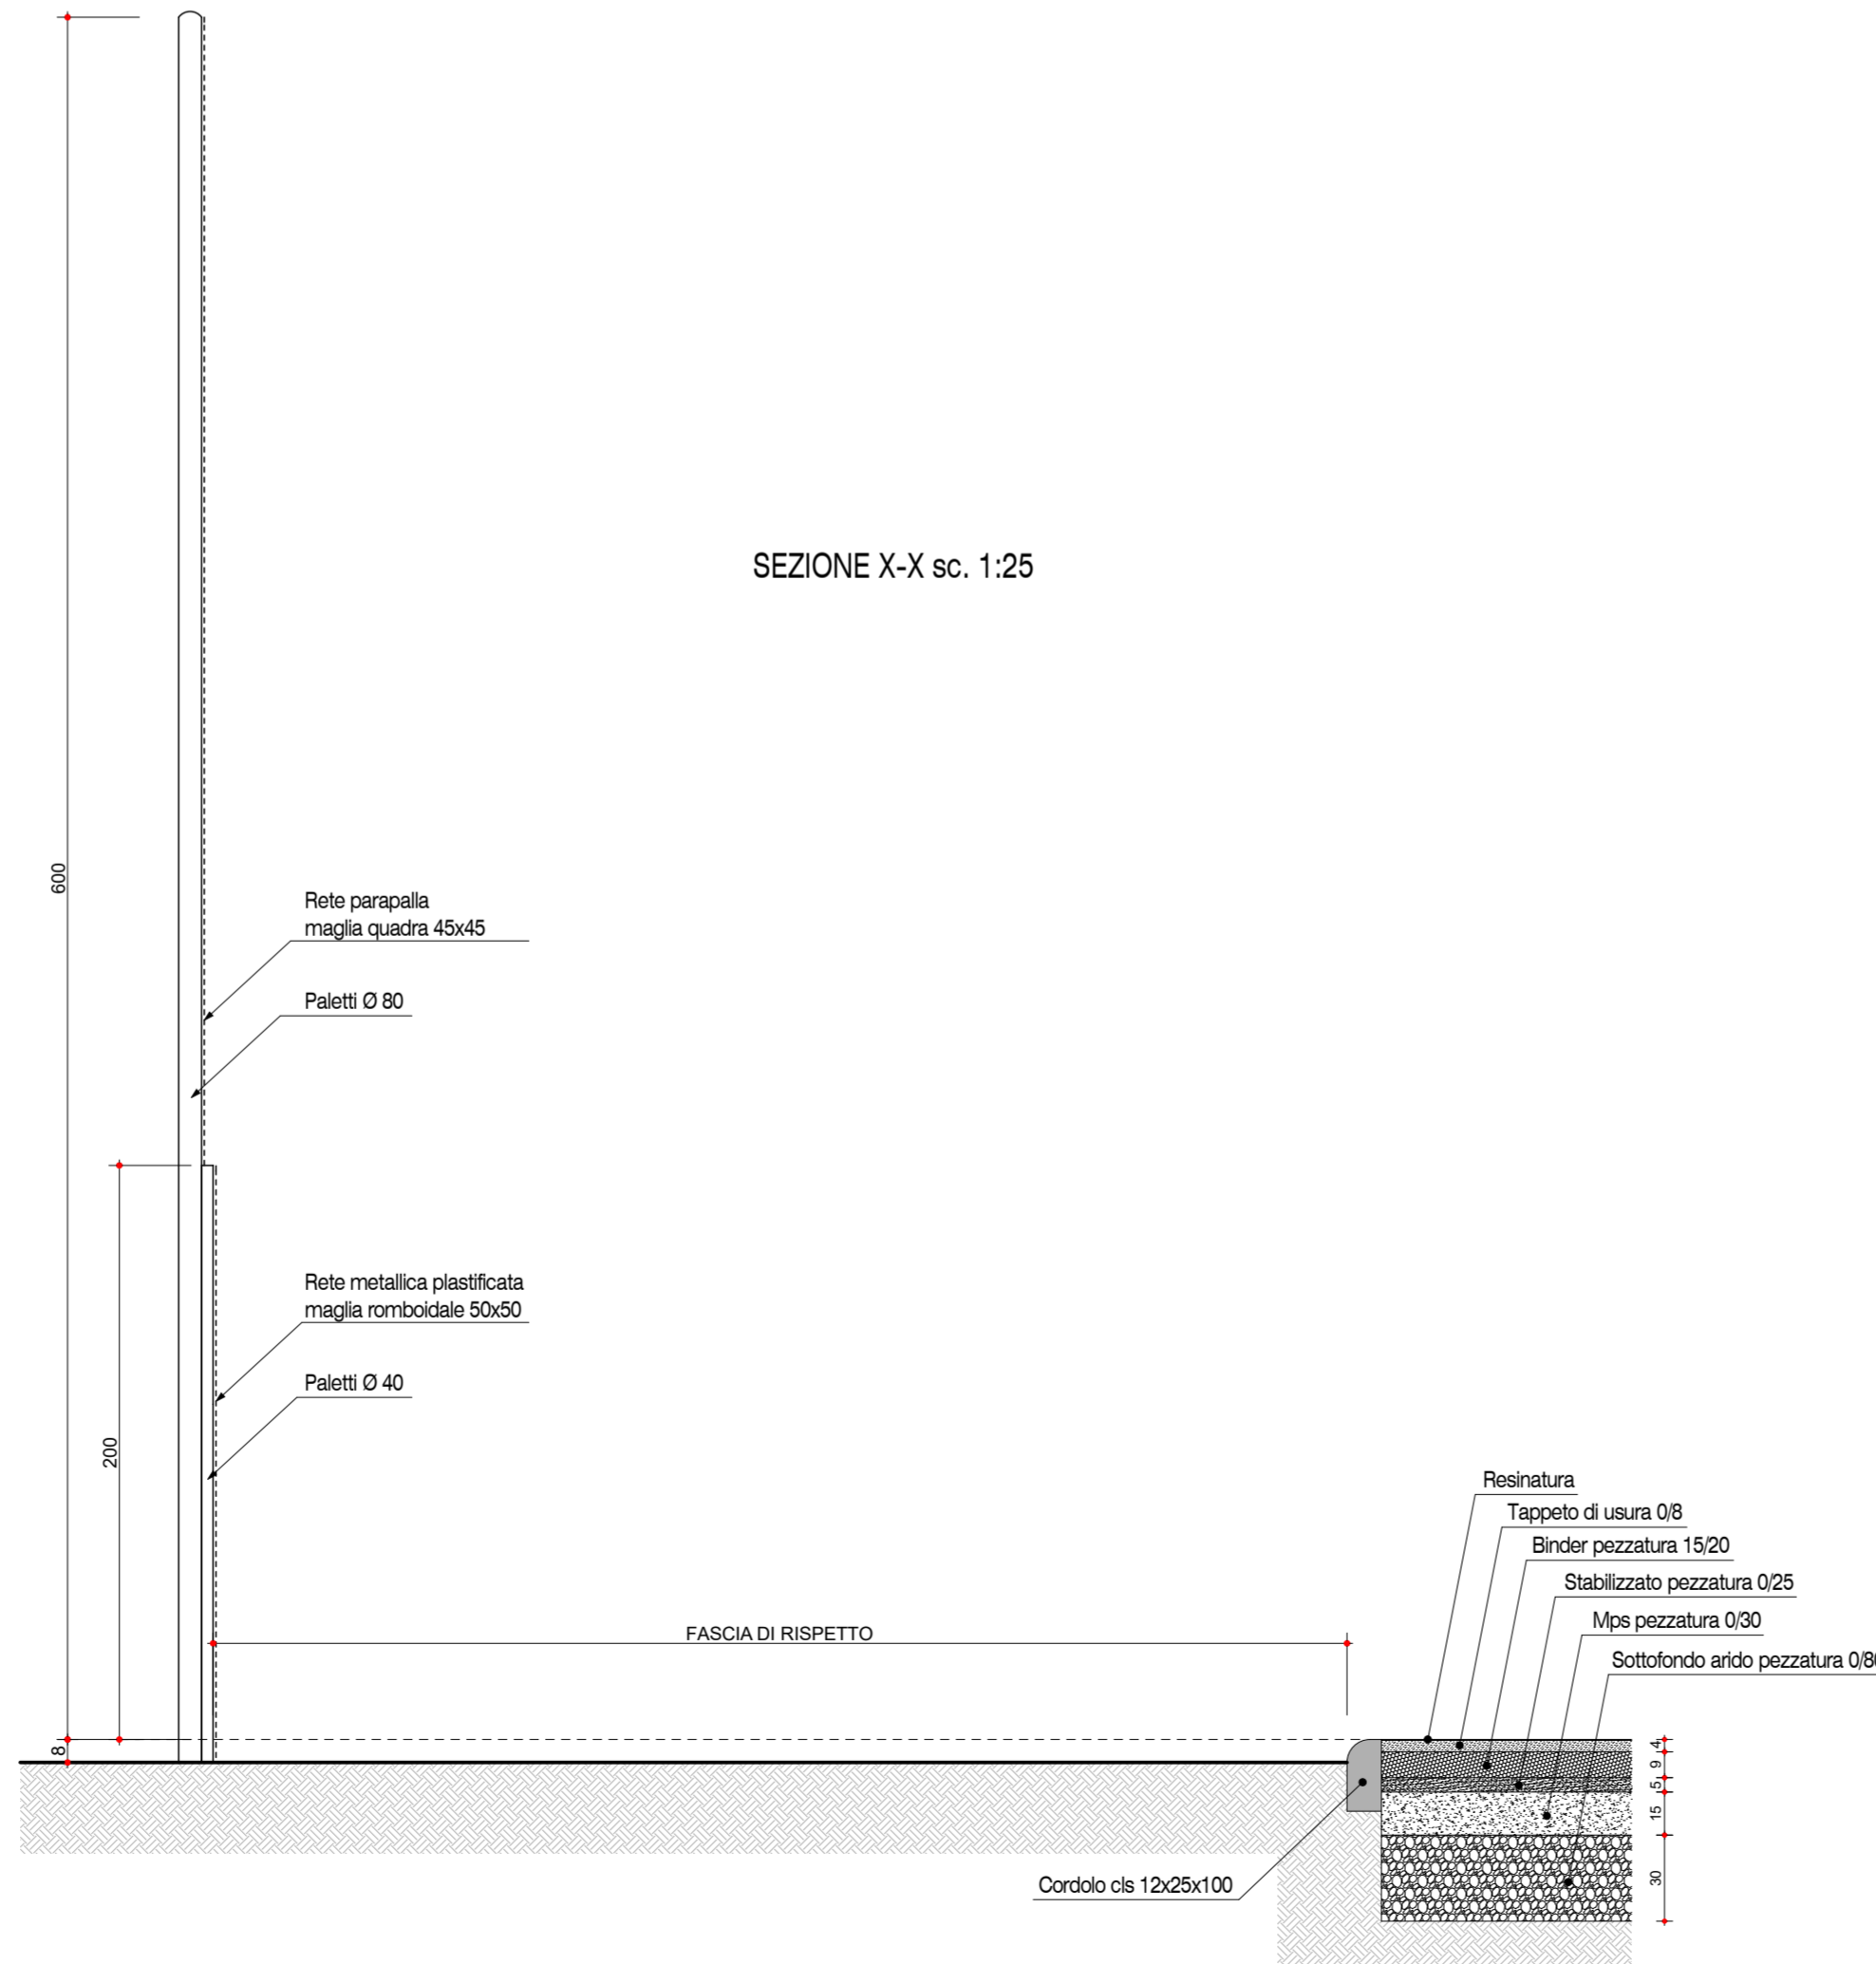 SEZIONE X-X sc. 1:25
600
Rete parapalla
maglia quadra 45x45
Paletti Ø 80
Rete metallica plastificata
maglia romboidale 50x50
Paletti Ø 40
200
Resinatura
Tappeto di usura 0/8
Binder pezzatura 15/20
Stabilizzato pezzatura 0/25
Mps pezzatura 0/30
Sottofondo arido pezzatura
FASCIA DI RISPETTO
8
4
9
5
15
30
Cordolo cls 12x25x100